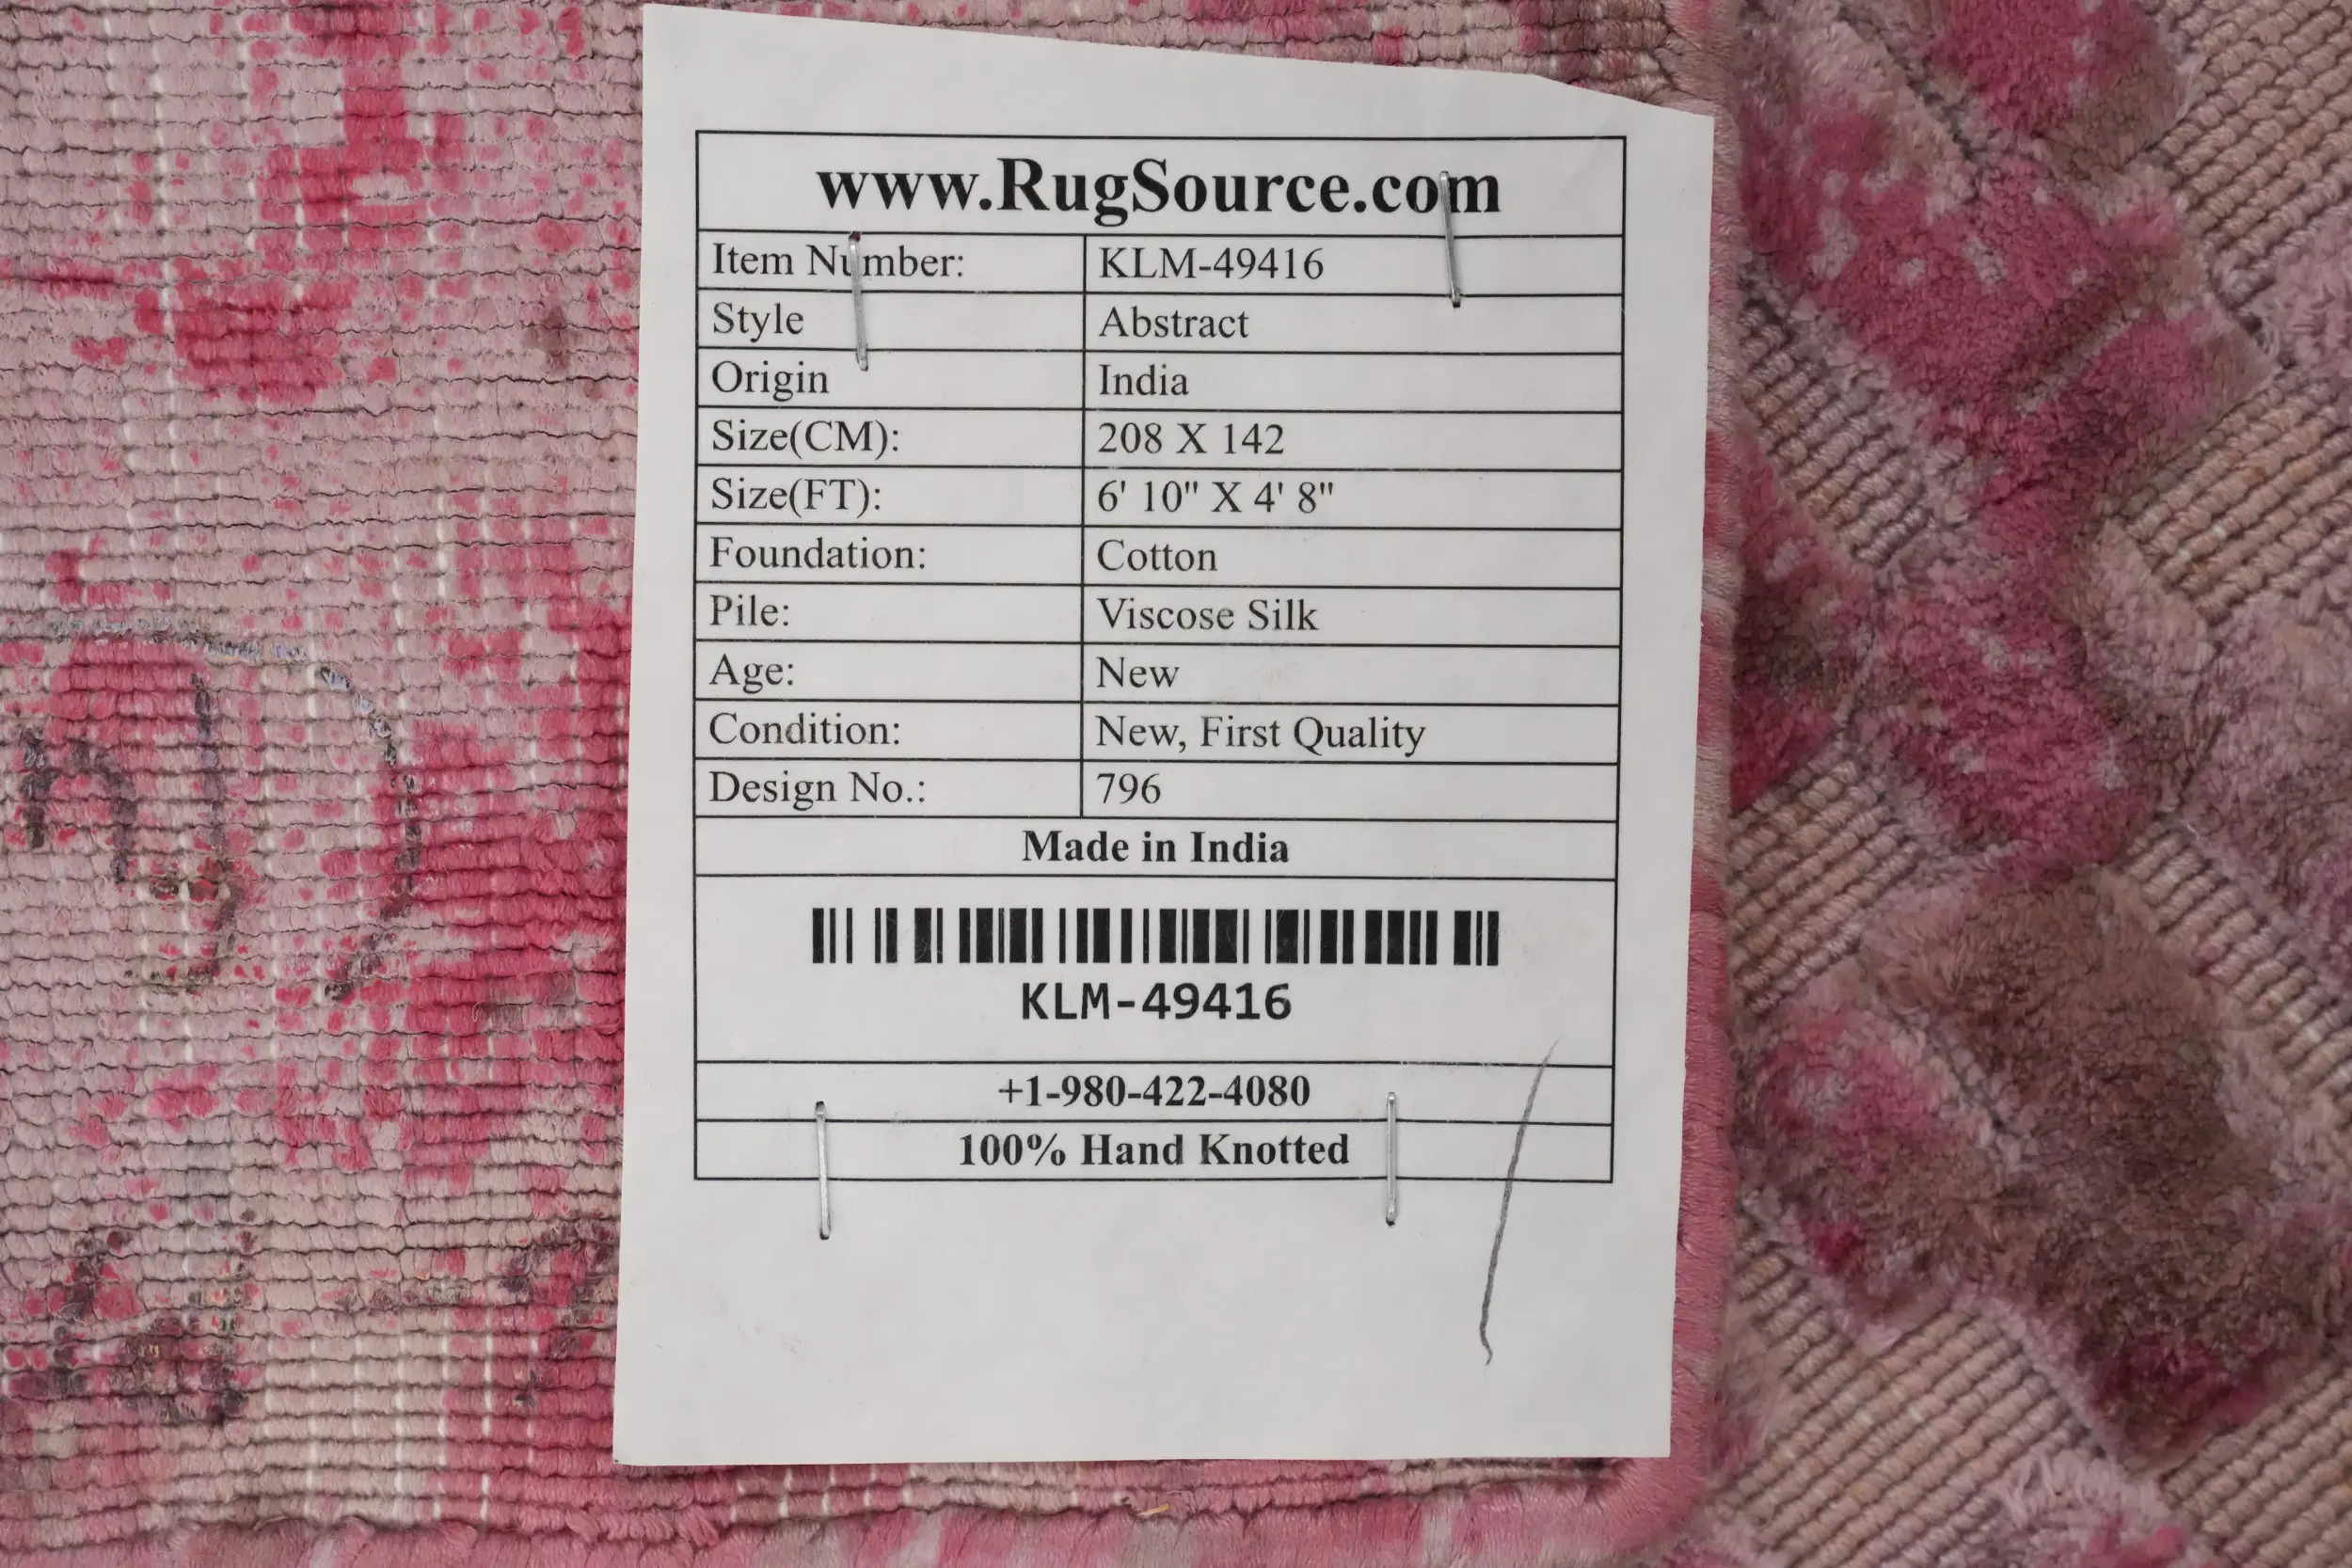 www.RugSource.com
Item Number: KLM-49416
Style Abstract
Origin India
Size(CM): 208 X 142
Size(FT): 6' 10" X 4' 8"
Foundation: Cotton
Pile: Viscose Silk
Age: New
Condition: New, First Quality
Design No.: 796
Made in India
KLM-49416
+1-980-422-4080
100% Hand Knotted